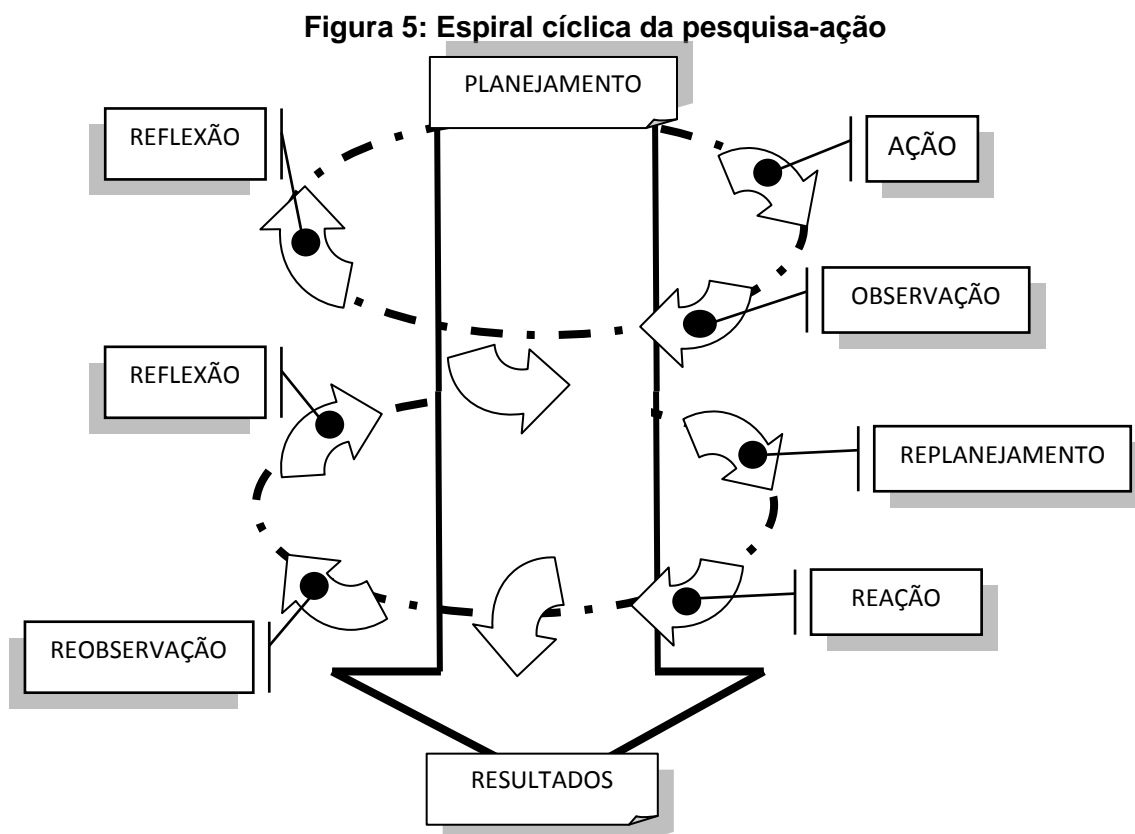 Figura 5: Espiral cíclica da pesquisa-ação
PLANEJAMENTO
REFLEXÃO
AÇÃO
OBSERVAÇÃO
REFLEXÃO
REPLANEJAMENTO
REAÇÃO
REOBSERVAÇÃO
RESULTADOS